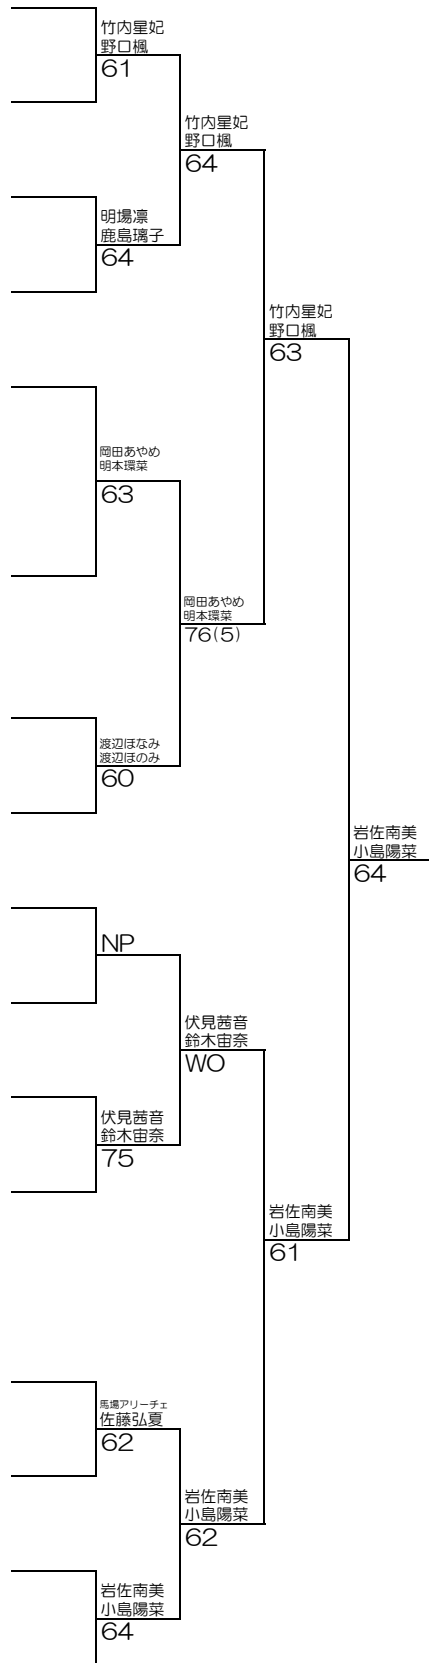 竹内星妃
野口楓
61
竹内星妃
野口楓
64
明場凛
鹿島璃子
64
竹内星妃
野口楓
63
岡田あやめ
明本環菜
63
岡田あやめ
明本環菜
76(5)
渡辺ほなみ
渡辺ほのみ
60
岩佐南美
小島陽菜
64
NP
伏見茜音
鈴木宙奈
WO
伏見茜音
鈴木宙奈
75
岩佐南美
小島陽菜
61
馬場アリーチェ
佐藤弘夏
62
岩佐南美
小島陽菜
62
岩佐南美
小島陽菜
64